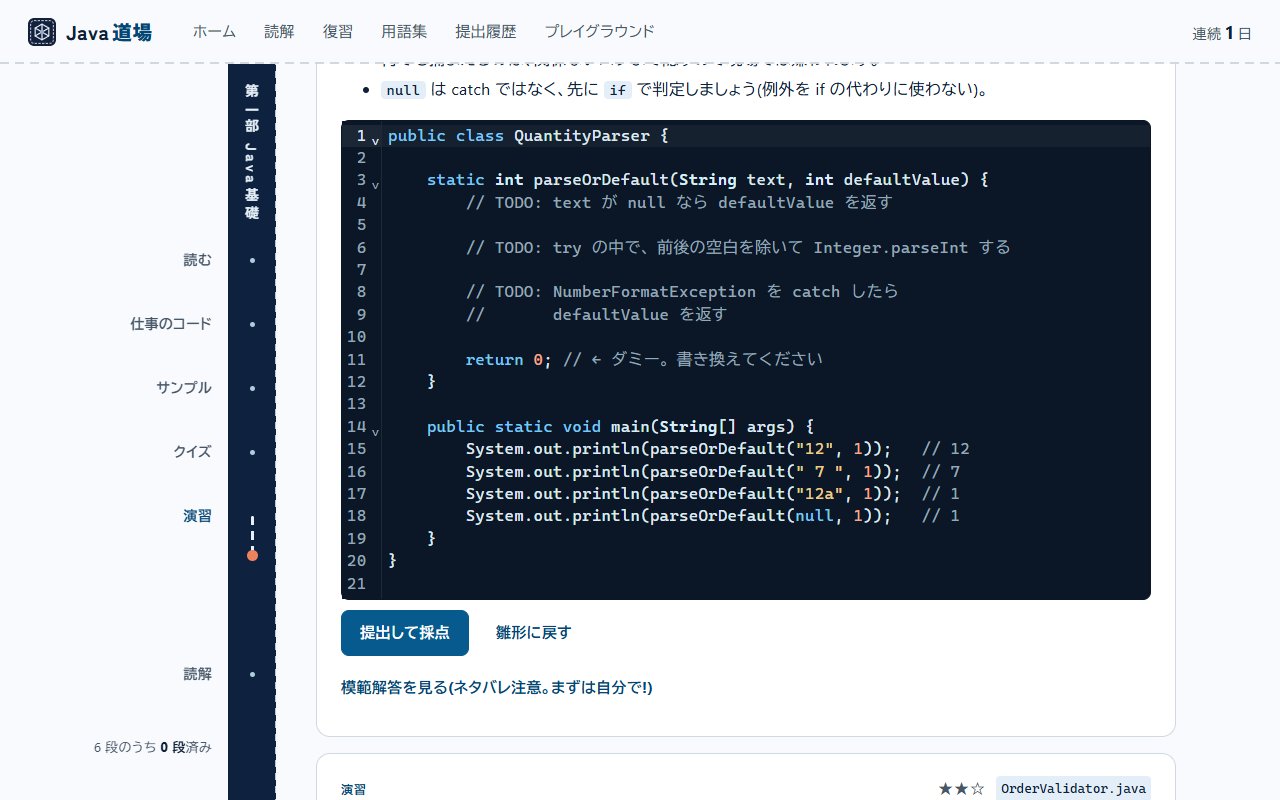 Java 道場
ホーム
読解
復習
用語集
提出履歴
プレイグラウンド
連続 1 日
第一部 Java 基礎
読む
仕事のコード
サンプル
クイズ
演習
読解
6 段のうち 0 段済み
null は catch ではなく、先に if で判定しましょう(例外を if の代わりに使わない)。
1 public class QuantityParser {
2
3     static int parseOrDefault(String text, int defaultValue) {
4         // TODO: text が null なら defaultValue を返す
5
6         // TODO: try の中で、前後の空白を除いて Integer.parseInt する
7
8         // TODO: NumberFormatException を catch したら
9         //       defaultValue を返す
10
11         return 0; // ← ダミー。書き換えてください
12     }
13
14     public static void main(String[] args) {
15         System.out.println(parseOrDefault("12", 1));   // 12
16         System.out.println(parseOrDefault(" 7 ", 1));  // 7
17         System.out.println(parseOrDefault("12a", 1));  // 1
18         System.out.println(parseOrDefault(null, 1));   // 1
19     }
20 }
21
提出して採点
雛形に戻す
模範解答を見る(ネタバレ注意。まずは自分で!)
演習
★★☆ OrderValidator.java